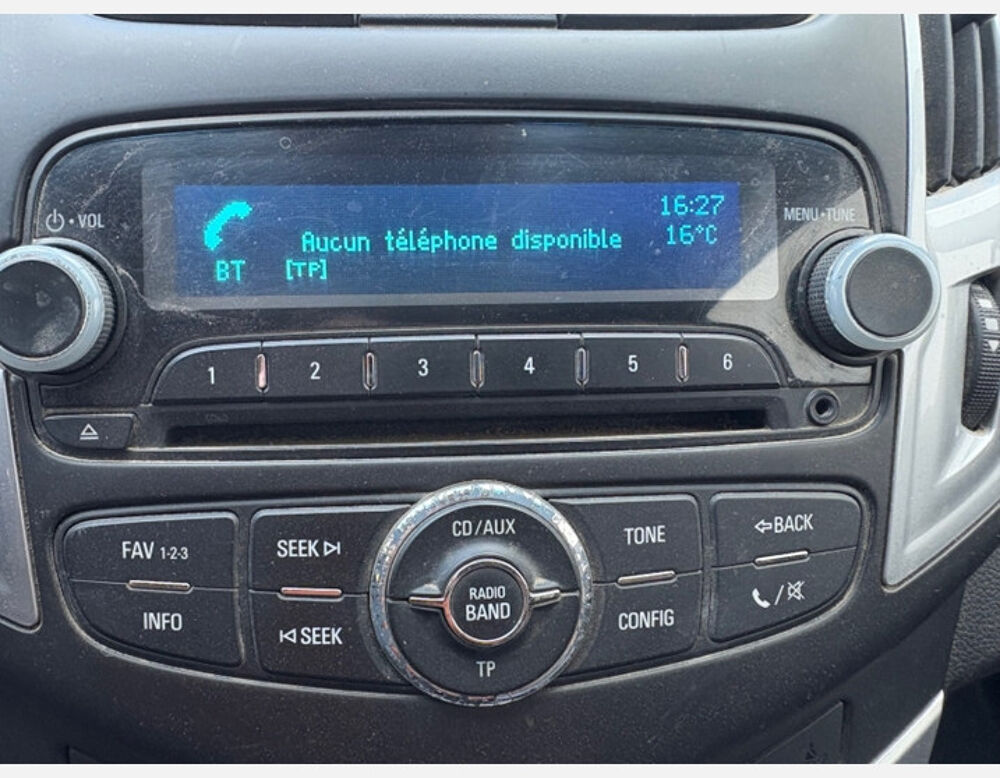 ⏻•VOL
MENU•TUNE
16:27
Aucun téléphone disponible
16°C
BT
[TP]
1
2
3
4
5
6
FAV 1-2-3
SEEK
CD/AUX
TONE
BACK
RADIO
BAND
INFO
SEEK
CONFIG
TP